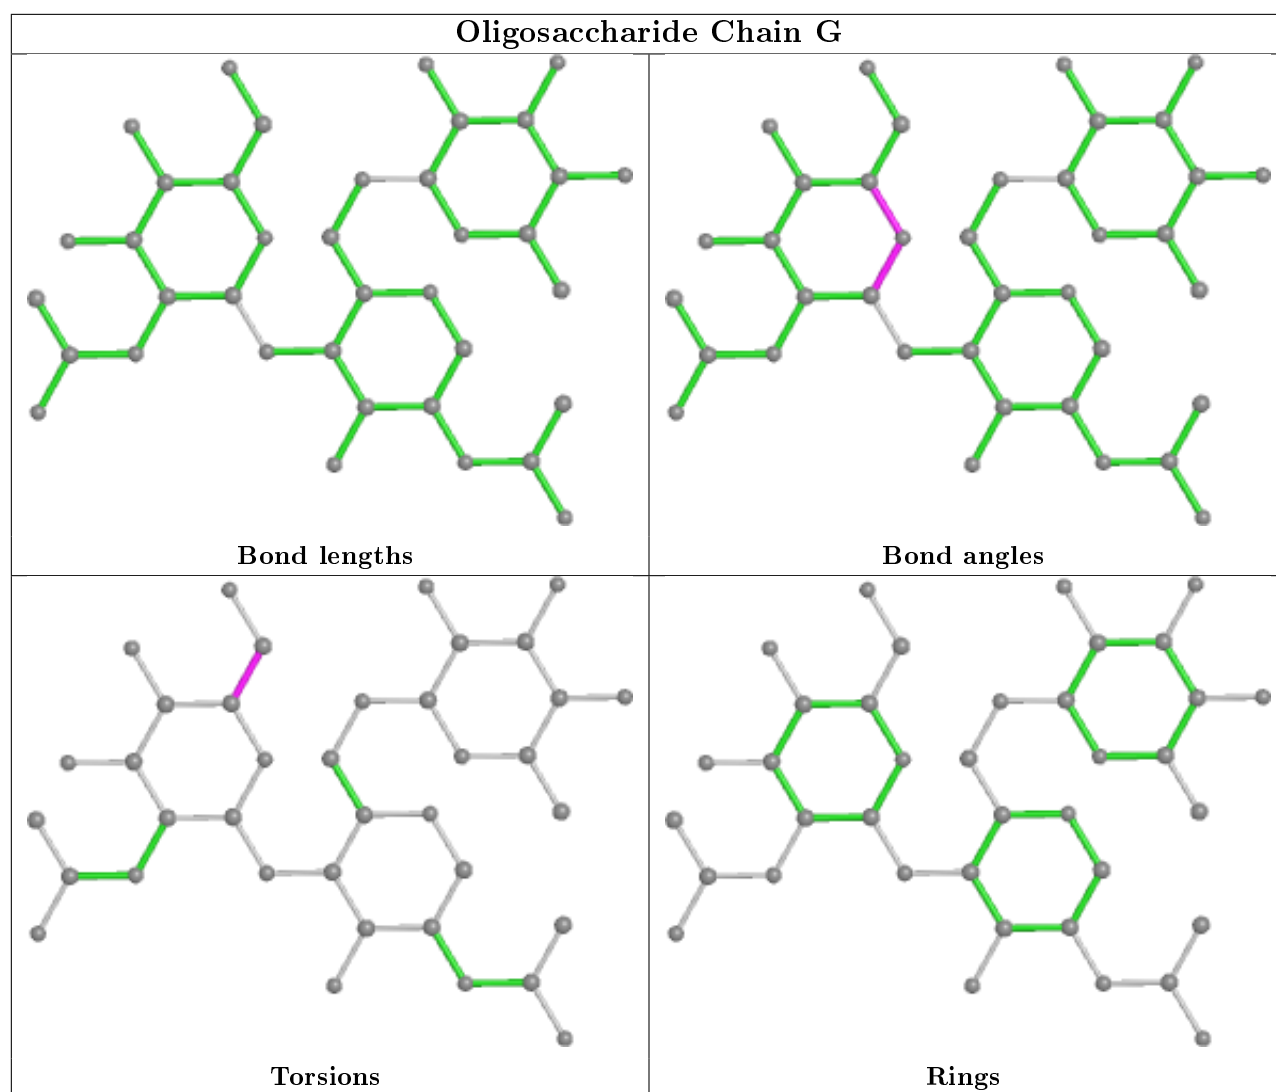 Oligosaccharide Chain G
Bond lengths
Bond angles
Torsions
Rings